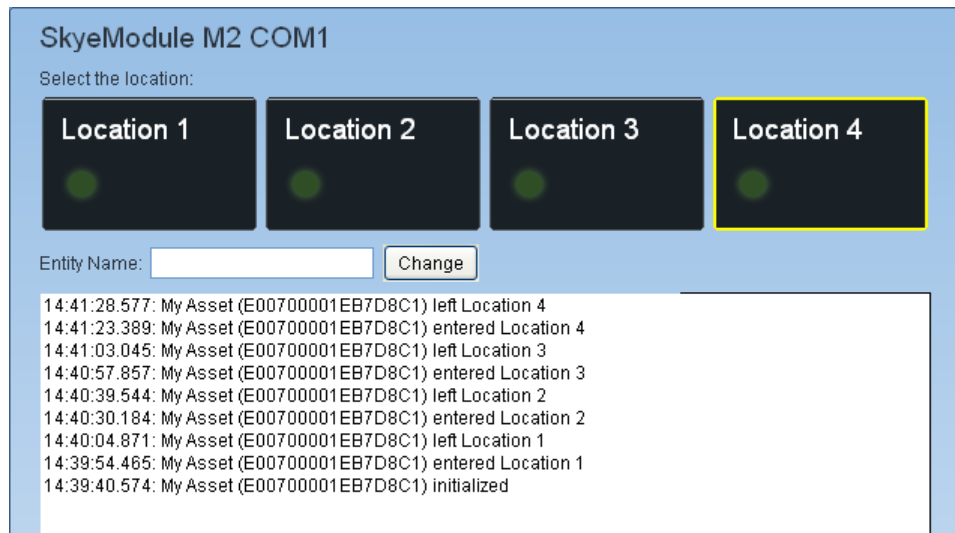 SkyeModule M2 COM1
Select the location:
Location 1 Location 2 Location 3 Location 4
Entity Name: Change
14:41:28.577: My Asset (E00700001EB7D8C1) left Location 4
14:41:23.389: My Asset (E00700001EB7D8C1) entered Location 4
14:41:03.045: My Asset (E00700001EB7D8C1) left Location 3
14:40:57.857: My Asset (E00700001EB7D8C1) entered Location 3
14:40:39.544: My Asset (E00700001EB7D8C1) left Location 2
14:40:30.184: My Asset (E00700001EB7D8C1) entered Location 2
14:40:04.871: My Asset (E00700001EB7D8C1) left Location 1
14:39:54.465: My Asset (E00700001EB7D8C1) entered Location 1
14:39:40.574: My Asset (E00700001EB7D8C1) initialized